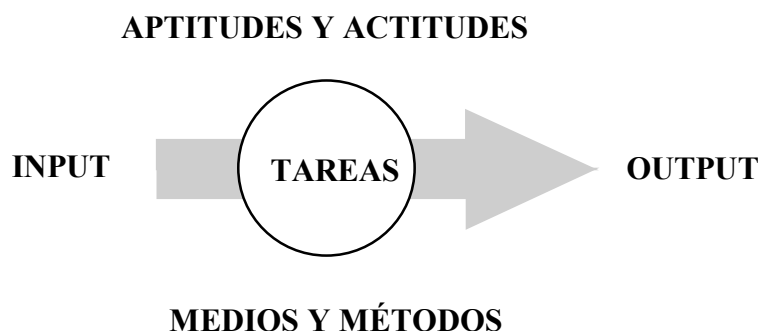 APTITUDES Y ACTITUDES
INPUT
TAREAS
OUTPUT
MEDIOS Y MÉTODOS